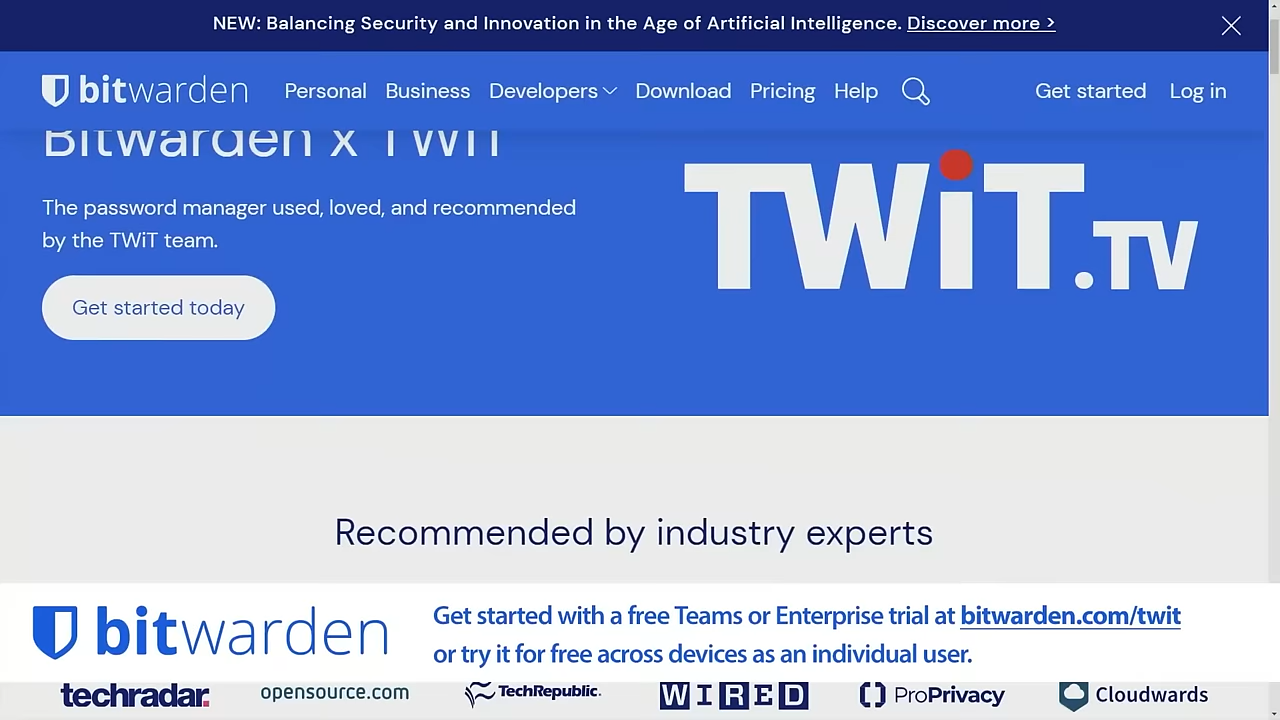 NEW: Balancing Security and Innovation in the Age of Artificial Intelligence. Discover more >
bitwarden Personal Business Developers Download Pricing Help Get started Log in
Bitwarden x TWiT
The password manager used, loved, and recommended
by the TWiT team.
Get started today
TWiT.TV
Recommended by industry experts
bitwarden
Get started with a free Teams or Enterprise trial at bitwarden.com/twit
or try it for free across devices as an individual user.
techradar. opensource.com TechRepublic. WIRED ProPrivacy Cloudwards